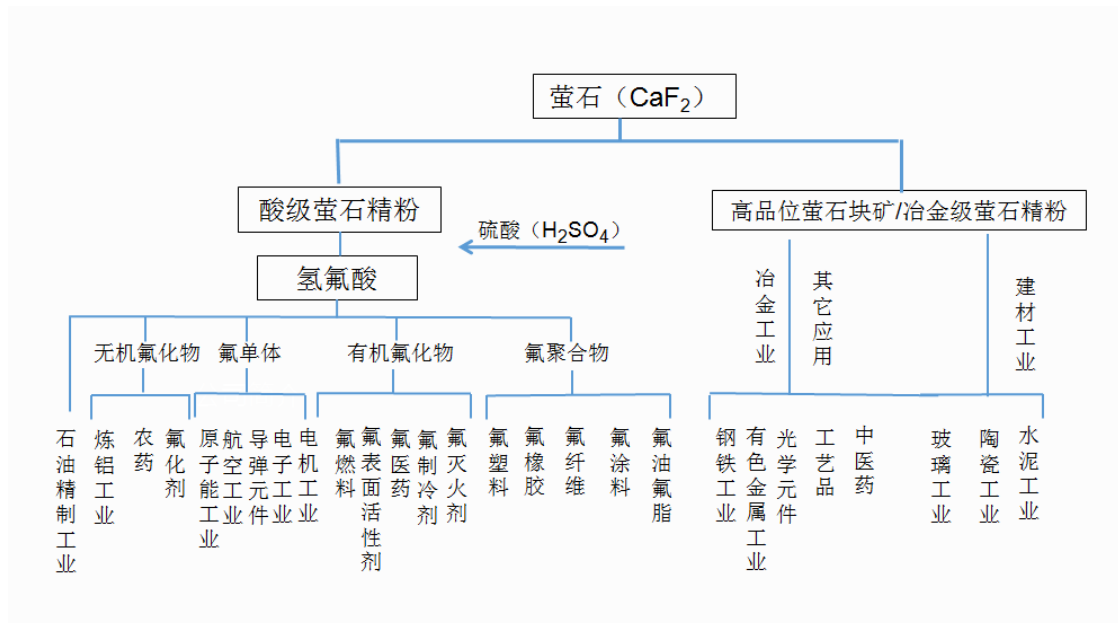 萤石（CaF2）
酸级萤石精粉
高品位萤石块矿/冶金级萤石精粉
硫酸（H2SO4）
氢氟酸
冶金工业
其它应用
建材工业
无机氟化物
氟单体
有机氟化物
氟聚合物
石油精制工业
炼铝工业
农药
氟化剂
原子能工业
航空工业
导弹元件
电子工业
电机工业
氟燃料
氟表面活性剂
氟医药
氟制冷剂
氟灭火剂
氟塑料
氟橡胶
氟纤维
氟涂料
氟油氟脂
钢铁工业
有色金属工业
光学元件
工艺品
中医药
玻璃工业
陶瓷工业
水泥工业